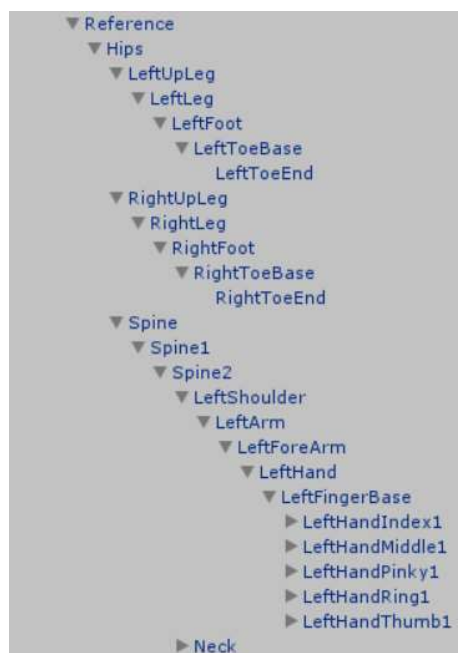 Reference
Hips
LeftUpLeg
LeftLeg
LeftFoot
LeftToeBase
LeftToeEnd
RightUpLeg
RightLeg
RightFoot
RightToeBase
RightToeEnd
Spine
Spine1
Spine2
LeftShoulder
LeftArm
LeftForeArm
LeftHand
LeftFingerBase
LeftHandIndex1
LeftHandMiddle1
LeftHandPinky1
LeftHandRing1
LeftHandThumb1
Neck